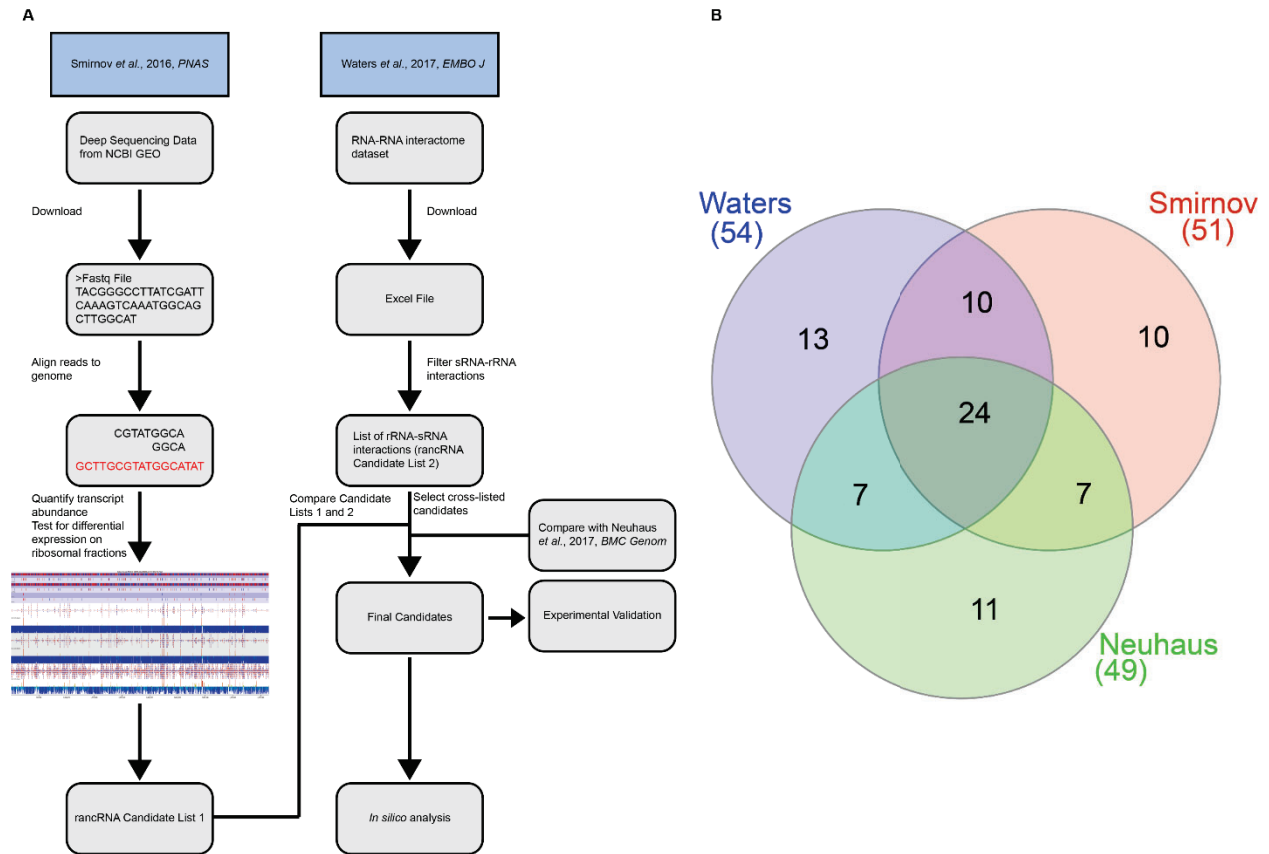 A
Smirnov et al., 2016, PNAS
Deep Sequencing Data
from NCBI GEO
Download
>Fastq File
TACGGGCCTTATCGATT
CAAAGTCAAATGGCAG
CTTGGCAT
Align reads to
genome
CGTATGGCA
GGCA
GCTTGCGTATGGCATAT
Quantify transcript
abundance
Test for differential
expression on
ribosomal fractions
rancRNA Candidate List 1
Waters et al., 2017, EMBO J
RNA-RNA interactome
dataset
Download
Excel File
Filter sRNA-rRNA
interactions
List of rRNA-sRNA
interactions (rancRNA
Candidate List 2)
Compare Candidate
Lists 1 and 2
Select cross-listed
candidates
Compare with Neuhaus
et al., 2017, BMC Genom
Final Candidates
Experimental Validation
In silico analysis
B
Waters
(54)
Smirnov
(51)
10
13
10
24
7
7
11
Neuhaus
(49)